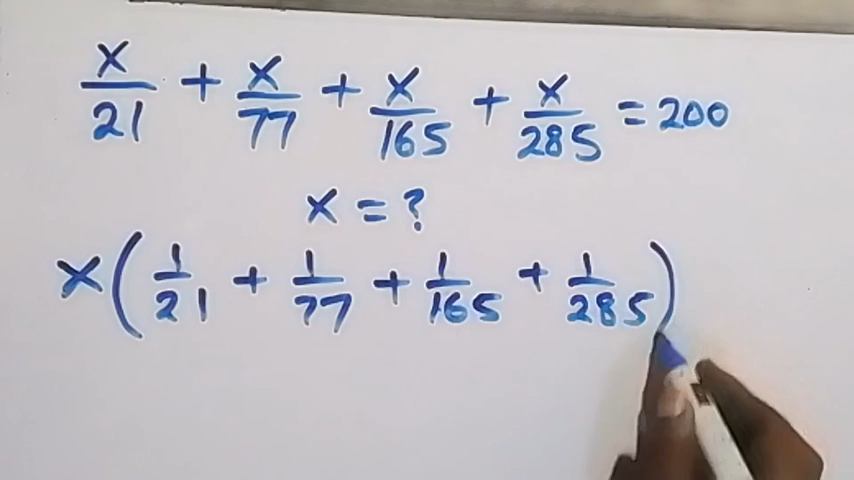 x/21 + x/77 + x/165 + x/285 = 200
x = ?
x(1/21 + 1/77 + 1/165 + 1/285)